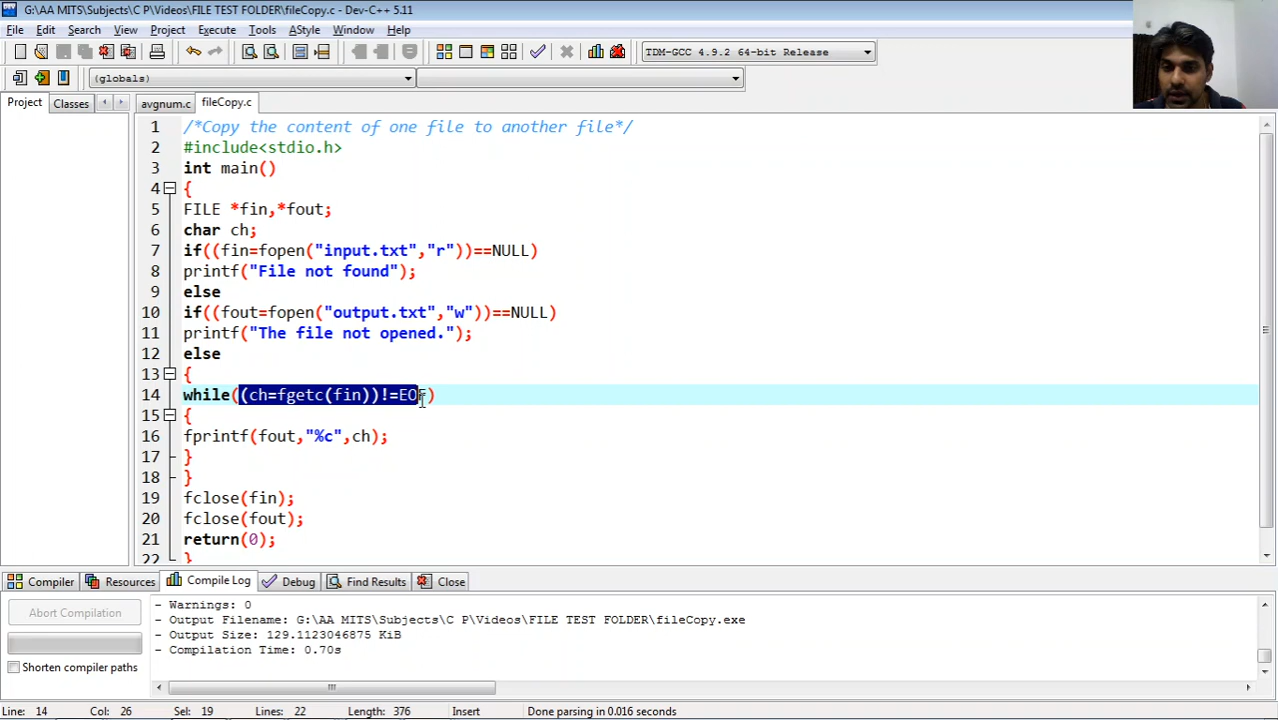 G:\AA MITS\Subjects\C P\Videos\FILE TEST FOLDER\fileCopy.c - Dev-C++ 5.11
File Edit Search View Project Execute Tools AStyle Window Help
TDM-GCC 4.9.2 64-bit Release
(globals)
Project Classes avgnum.c fileCopy.c
1 /*Copy the content of one file to another file*/
2 #include<stdio.h>
3 int main()
4 {
5 FILE *fin,*fout;
6 char ch;
7 if((fin=fopen("input.txt","r"))==NULL)
8 printf("File not found");
9 else
10 if((fout=fopen("output.txt","w"))==NULL)
11 printf("The file not opened.");
12 else
13 {
14 while((ch=fgetc(fin))!=EOF)
15 {
16 fprintf(fout,"%c",ch);
17 }
18 }
19 fclose(fin);
20 fclose(fout);
21 return(0);
22 }
Compiler Resources Compile Log Debug Find Results Close
Abort Compilation
Shorten compiler paths
- Warnings: 0
- Output Filename: G:\AA MITS\Subjects\C P\Videos\FILE TEST FOLDER\fileCopy.exe
- Output Size: 129.1123046875 KiB
- Compilation Time: 0.70s
Line: 14 Col: 26 Sel: 19 Lines: 22 Length: 376 Insert Done parsing in 0.016 seconds